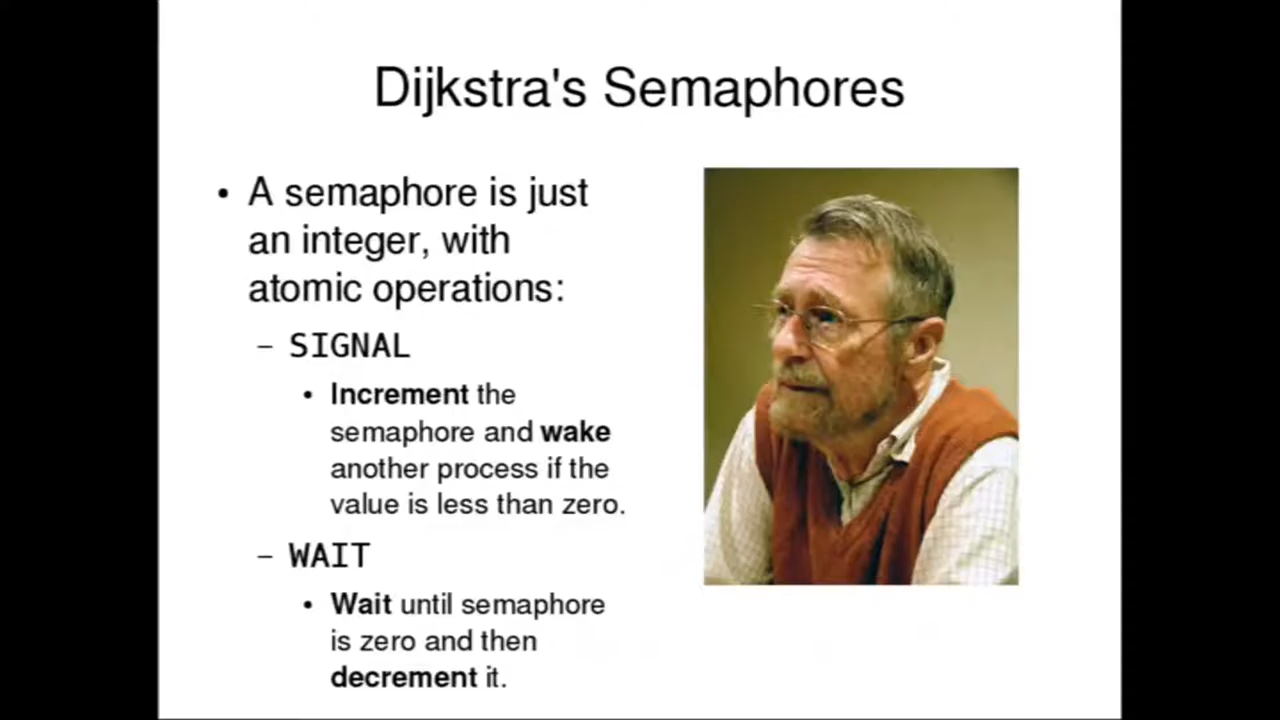 Dijkstra's Semaphores
• A semaphore is just
an integer, with
atomic operations:
– SIGNAL
• Increment the
semaphore and wake
another process if the
value is less than zero.
– WAIT
• Wait until semaphore
is zero and then
decrement it.